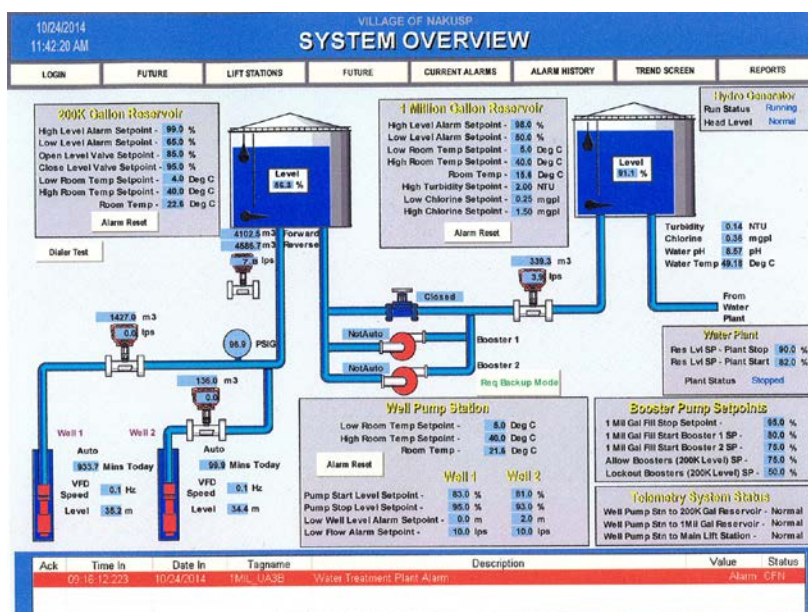 10/24/2014
11:42:20 AM
VILLAGE OF NAKUSP
SYSTEM OVERVIEW
LOGIN
FUTURE
LIFT STATIONS
FUTURE
CURRENT ALARMS
ALARM HISTORY
TREND SCREEN
REPORTS
200K Gallon Reservoir
High Level Alarm Setpoint - 99.0 %
Low Level Alarm Setpoint - 65.0 %
Open Level Valve Setpoint - 85.0 %
Close Level Valve Setpoint - 95.0 %
Low Room Temp Setpoint - 4.0 Deg C
High Room Temp Setpoint - 40.0 Deg C
Room Temp - 22.6 Deg C
Alarm Reset
Dialer Test
Level
%
4102.5 m3 Forward
4586.7 m3 Reverse
lps
1 Million Gallon Reservoir
High Level Alarm Setpoint - 98.0 %
Low Level Alarm Setpoint - 80.0 %
Low Room Temp Setpoint - 5.0 Deg C
High Room Temp Setpoint - 40.0 Deg C
Room Temp - 15.6 Deg C
High Turbidity Setpoint - 2.00 NTU
Low Chlorine Setpoint - 0.25 mgpl
High Chlorine Setpoint - 1.50 mgpl
Alarm Reset
Level
91.1 %
Hydro Generator
Run Status Running
Head Level Normal
Turbidity 0.14 NTU
Chlorine 0.35 mgpl
Water pH 8.57 pH
Water Temp 49.18 Deg C
From
Water
Plant
339.3 m3
3.9 lps
Closed
NotAuto
Booster 1
NotAuto
Booster 2
Req Backup Mode
1427.0 m3
0.0 lps
96.9 PSIG
136.0 m3
0.0
Well 1
Auto
933.7 Mins Today
VFD
Speed 0.1 Hz
Level 35.2 m
Well 2
Auto
99.9 Mins Today
VFD
Speed 0.1 Hz
Level 34.4 m
Well Pump Station
Low Room Temp Setpoint - 5.0 Deg C
High Room Temp Setpoint - 40.0 Deg C
Room Temp - 21.5 Deg C
Alarm Reset
Well 1 Well 2
Pump Start Level Setpoint - 83.0 % 81.0 %
Pump Stop Level Setpoint - 95.0 % 93.0 %
Low Well Level Alarm Setpoint - 0.0 m 2.0 m
Low Flow Alarm Setpoint - 10.0 lps 10.0 lps
Water Plant
Res Lvl SP - Plant Stop 90.0 %
Res Lvl SP - Plant Start 82.0 %
Plant Status Stopped
Booster Pump Setpoints
1 Mil Gal Fill Stop Setpoint - 95.0 %
1 Mil Gal Fill Start Booster 1 SP - 80.0 %
1 Mil Gal Fill Start Booster 2 SP - 75.0 %
Allow Boosters (200K Level) SP - 75.0 %
Lockout Boosters (200K Level) SP - 50.0 %
Telemetry System Status
Well Pump Stn to 200K Gal Reservoir - Normal
Well Pump Stn to 1Mil Gal Reservoir - Normal
Well Pump Stn to Main Lift Station - Normal
Ack Time In Date In Tagname Description Value Status
09:16:12.223 10/24/2014 1MIL_UA3B Water Treatment Plant Alarm Alarm CFN